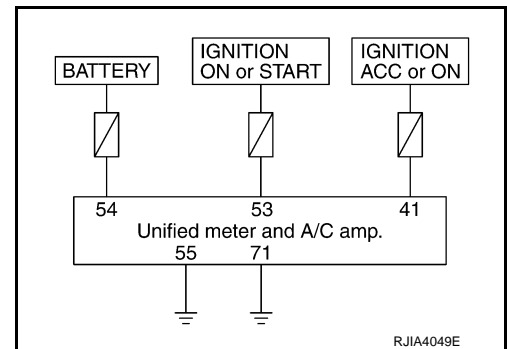 BATTERY
IGNITION
ON or START
IGNITION
ACC or ON
54 53 41
Unified meter and A/C amp.
55 71
RJIA4049E